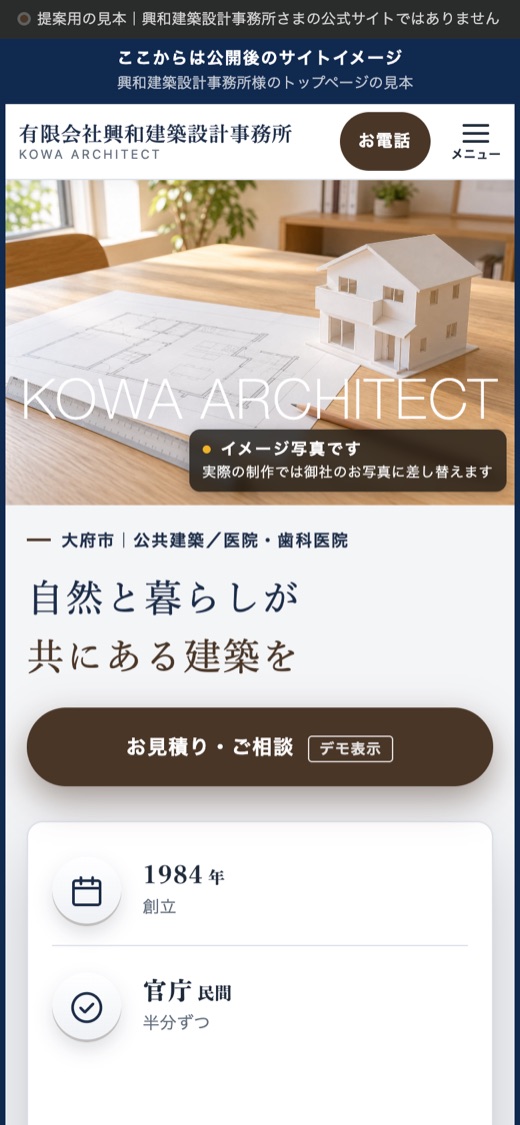 提案用の見本｜興和建築設計事務所さまの公式サイトではありません
ここからは公開後のサイトイメージ
興和建築設計事務所様のトップページの見本
有限会社興和建築設計事務所
KOWA ARCHITECT
お電話
メニュー
KOWA ARCHITECT
イメージ写真です
実際の制作では御社のお写真に差し替えます
大府市｜公共建築／医院・歯科医院
自然と暮らしが
共にある建築を
お見積り・ご相談 デモ表示
1984 年
創立
官庁 民間
半分ずつ